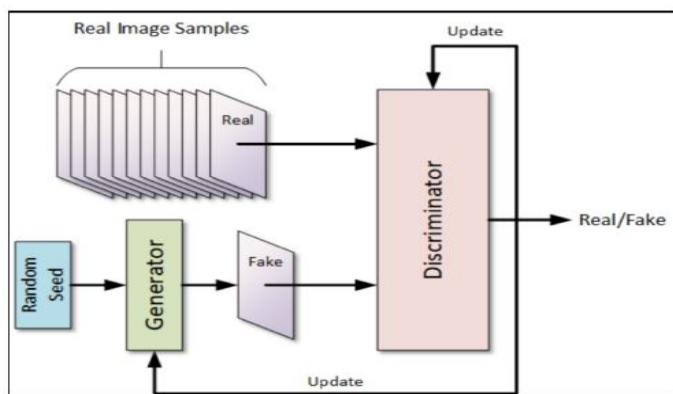 Real Image Samples
Update
Real
Discriminator
Real/Fake
Random
Seed
Generator
Fake
Update